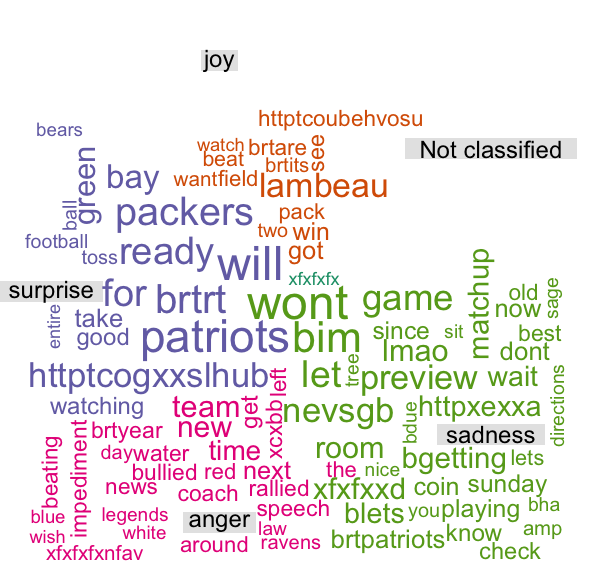 joy
httptcoubehvosu
bears
watch brtare see
Not classified
beat brtits
green bay wantfield lambeau
ball packers pack
two win
football toss ready will got
xfxfxfx
surprise for brtrt wont game matchup old sage
now
entire take good patriots bim since sit best
lmao dont
httptcogxxslhub left let tree preview wait directions
watching team get xcxbb nevsgb bdue httpxexxa
brtyear new sadness
beating impediment daywater time room bgetting lets
bullied red next the nice
news coach rallied xfxfxxd coin sunday
blue legends anger speech blets you playing bha
wish white law brtpatriots know amp
xfxfxfxnfav around ravens check